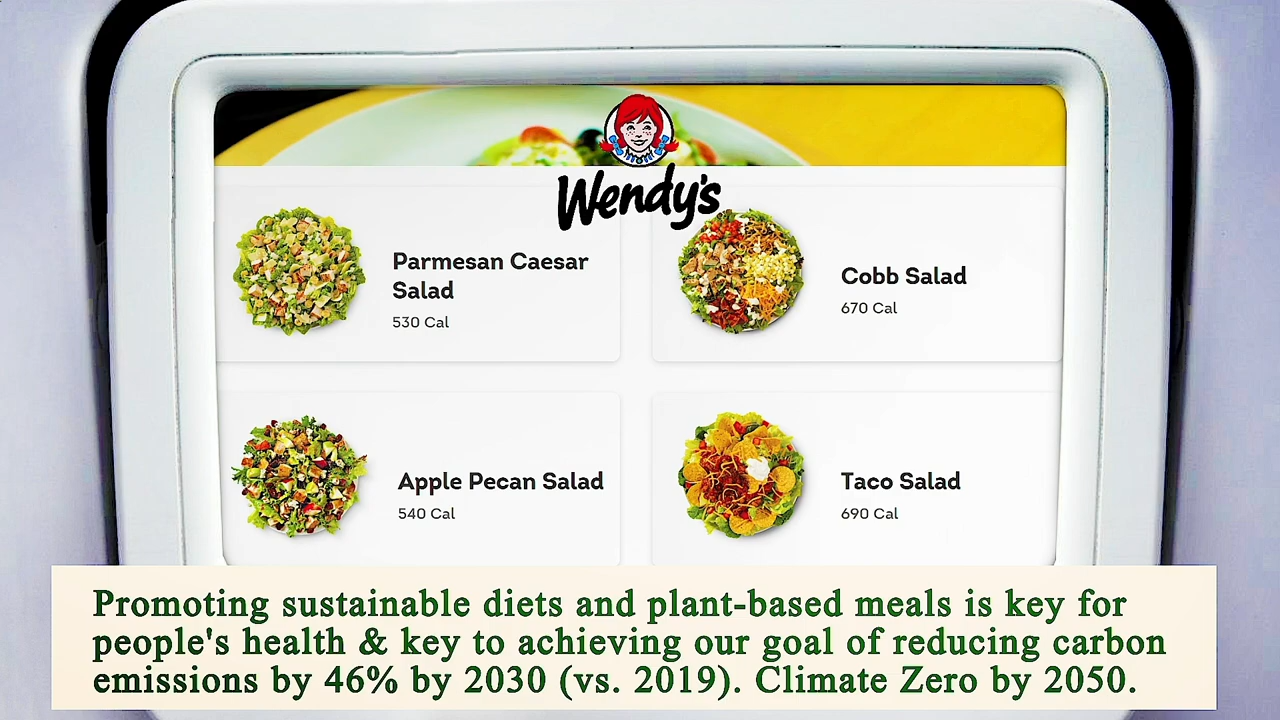 Wendy's
Parmesan Caesar
Salad
530 Cal
Cobb Salad
670 Cal
Apple Pecan Salad
540 Cal
Taco Salad
690 Cal
Promoting sustainable diets and plant-based meals is key for
people's health & key to achieving our goal of reducing carbon
emissions by 46% by 2030 (vs. 2019). Climate Zero by 2050.